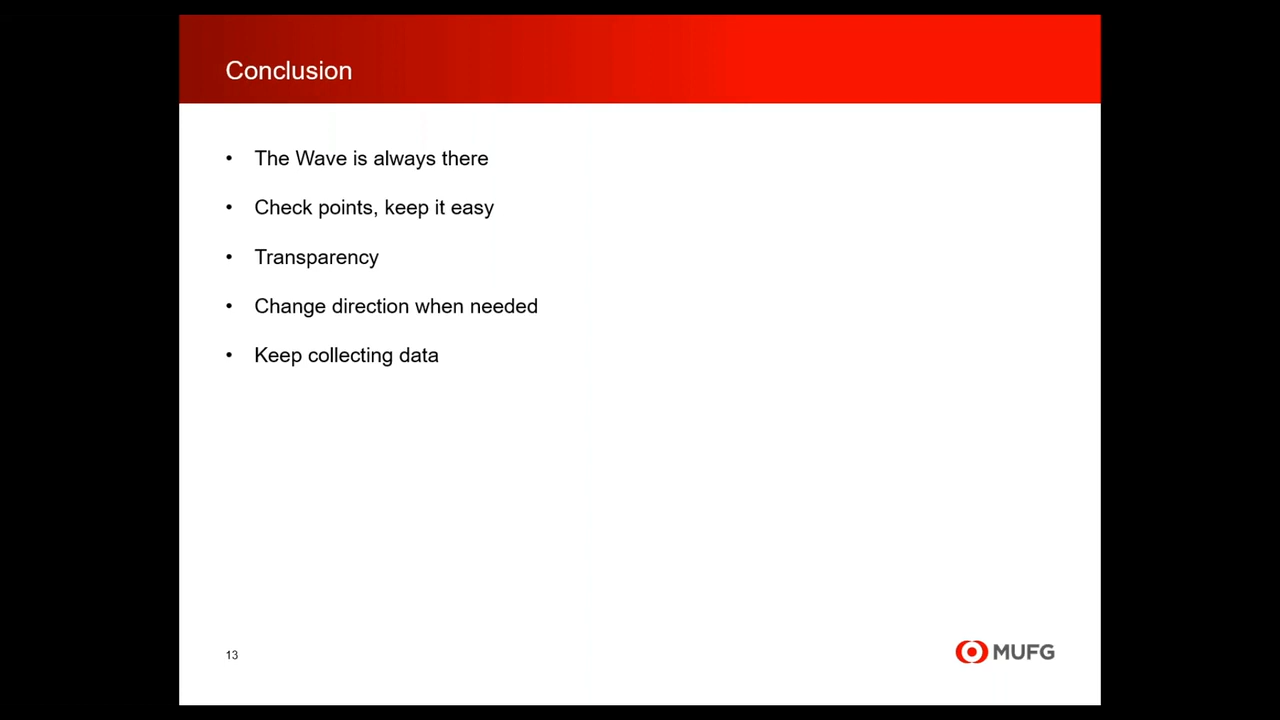 Conclusion
• The Wave is always there
• Check points, keep it easy
• Transparency
• Change direction when needed
• Keep collecting data
13
MUFG